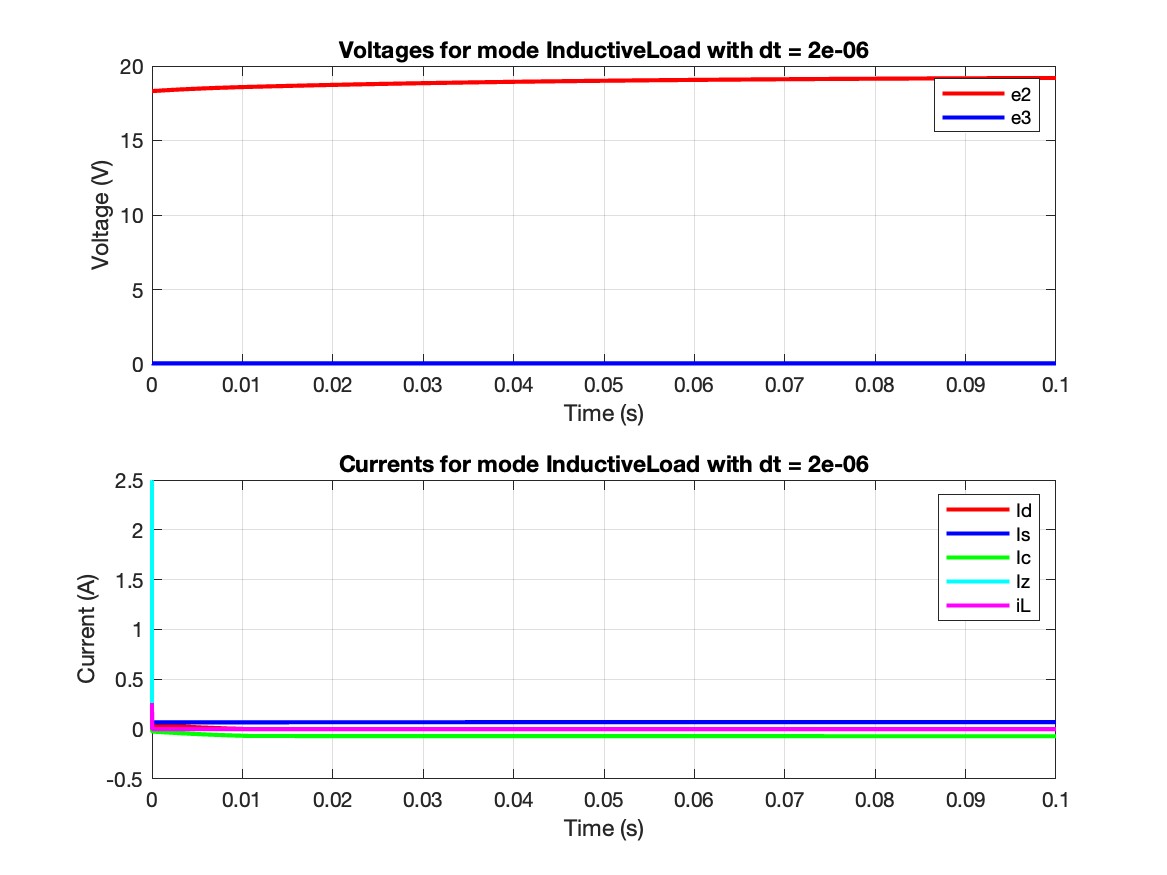 Voltages for mode InductiveLoad with dt = 2e-06
20
15
10
5
0
Voltage (V)
e2
e3
0 0.01 0.02 0.03 0.04 0.05 0.06 0.07 0.08 0.09 0.1
Time (s)
Currents for mode InductiveLoad with dt = 2e-06
2.5
2
1.5
1
0.5
0
-0.5
Current (A)
Id
Is
Ic
Iz
iL
0 0.01 0.02 0.03 0.04 0.05 0.06 0.07 0.08 0.09 0.1
Time (s)